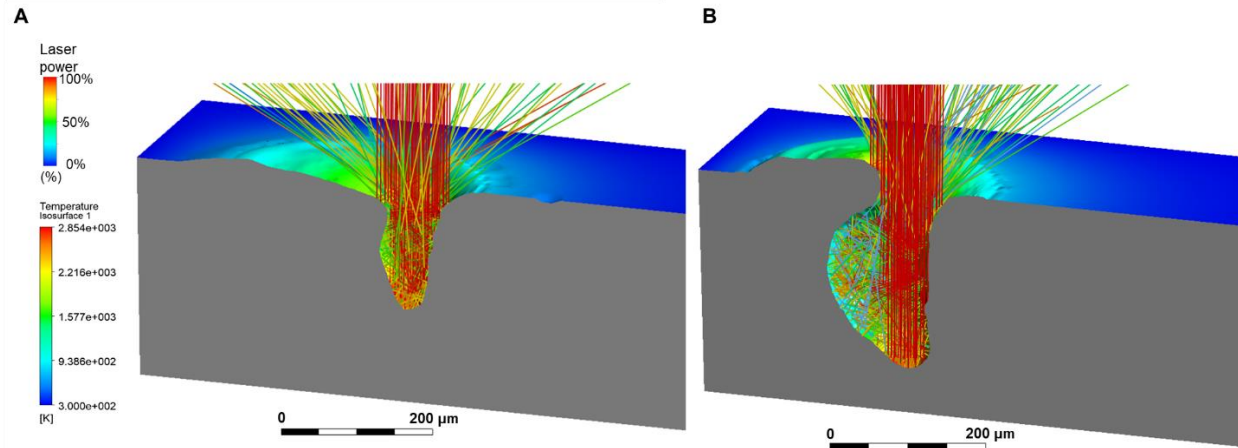 A
B
Laser
power
100%
50%
0%
(%)
Temperature
Isosurface 1
2.854e+003
2.216e+003
1.577e+003
9.386e+002
3.000e+002
[K]
0 200 µm
0 200 µm